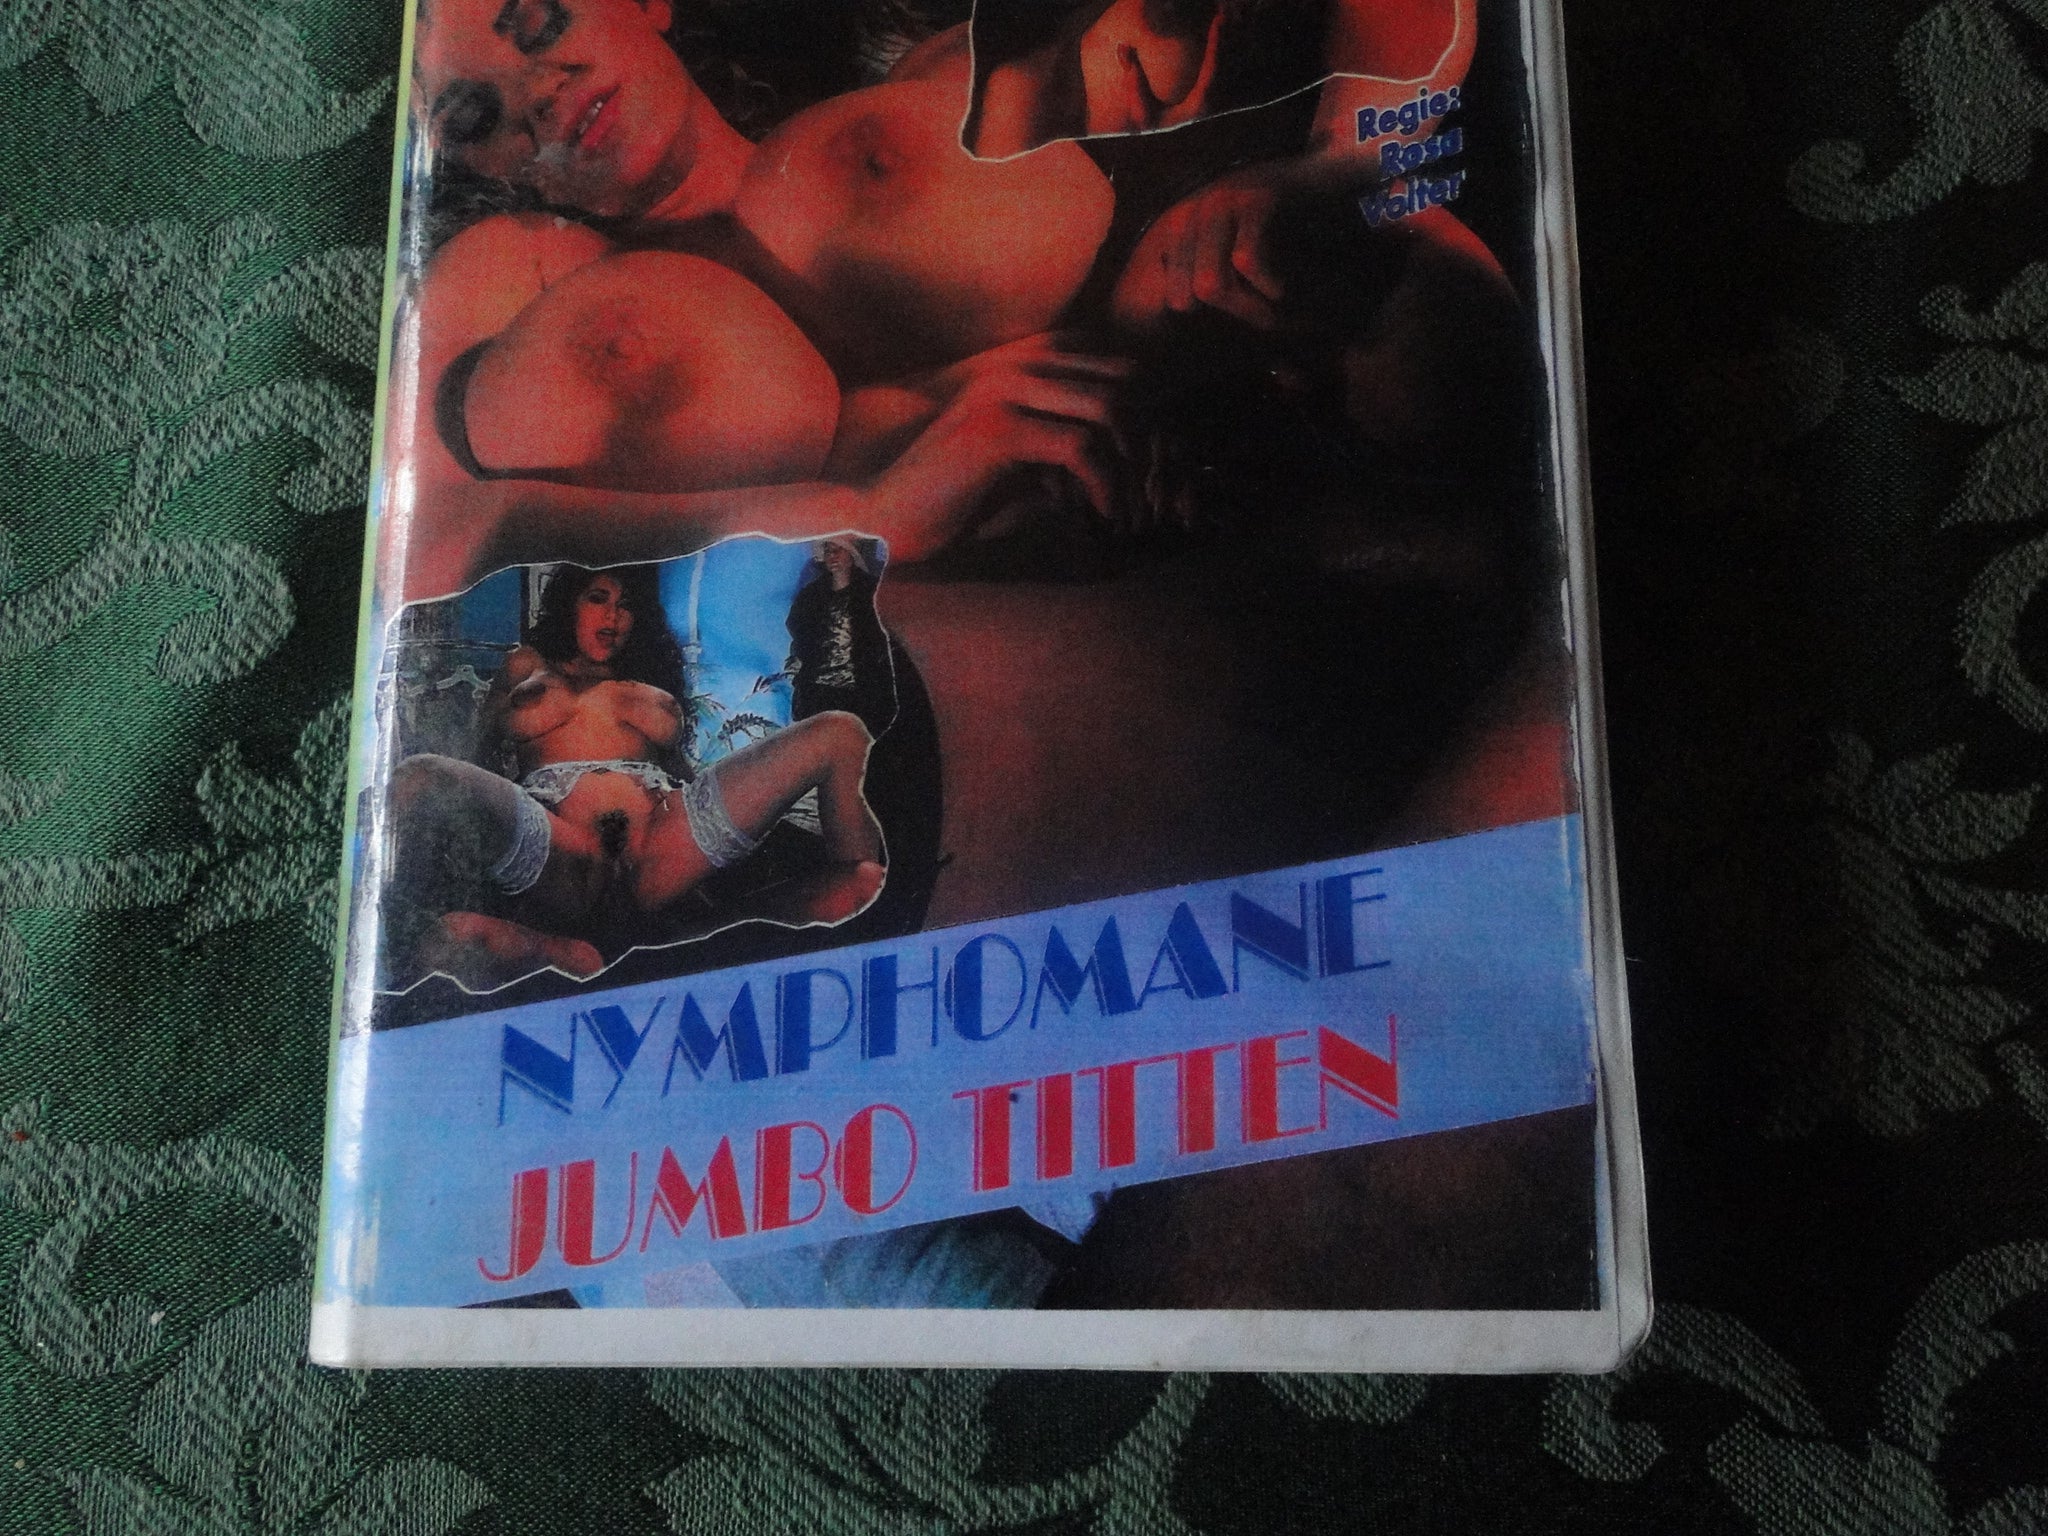 Regie:
Rosa
Volter
NYMPHOMANE
JUMBO TITTEN